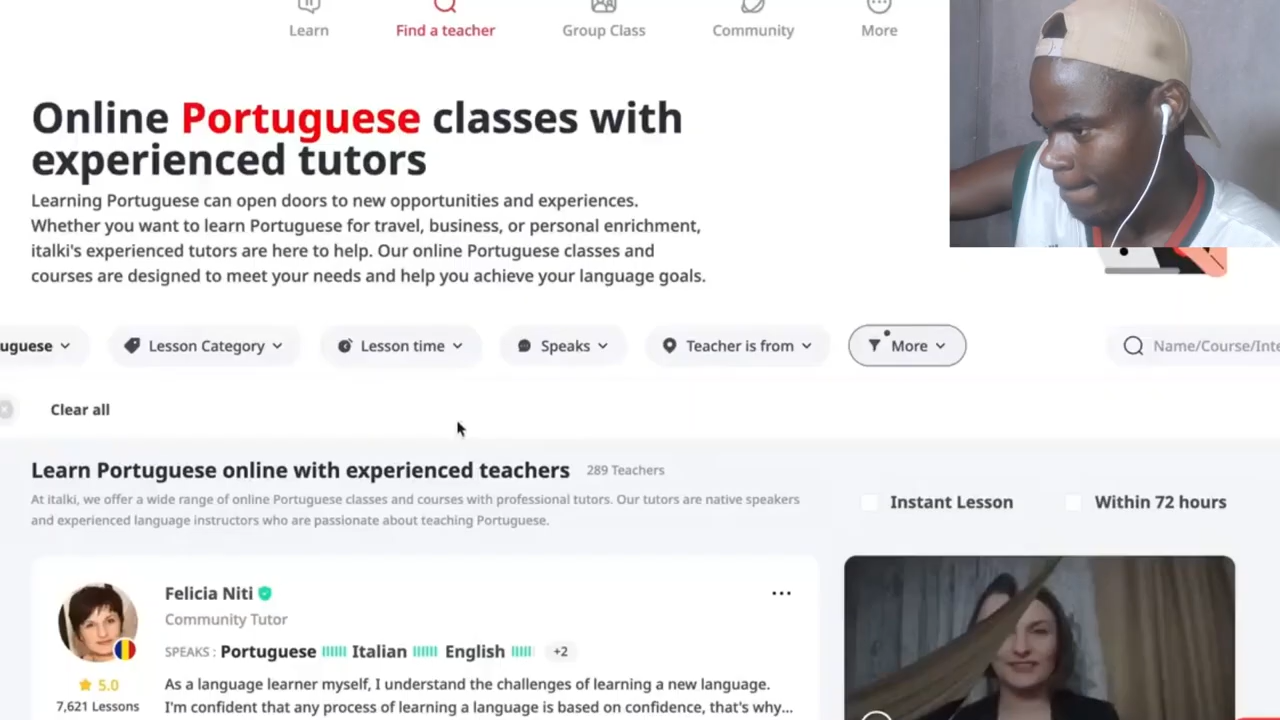 Learn
Find a teacher
Group Class
Community
More
Online Portuguese classes with
experienced tutors
Learning Portuguese can open doors to new opportunities and experiences.
Whether you want to learn Portuguese for travel, business, or personal enrichment,
italki's experienced tutors are here to help. Our online Portuguese classes and
courses are designed to meet your needs and help you achieve your language goals.
uguese
Lesson Category
Lesson time
Speaks
Teacher is from
More
Name/Course/Inte
Clear all
Learn Portuguese online with experienced teachers 289 Teachers
At italki, we offer a wide range of online Portuguese classes and courses with professional tutors. Our tutors are native speakers
and experienced language instructors who are passionate about teaching Portuguese.
Instant Lesson
Within 72 hours
Felicia Niti
Community Tutor
SPEAKS : Portuguese Italian English +2
5.0
7,621 Lessons
As a language learner myself, I understand the challenges of learning a new language.
I'm confident that any process of learning a language is based on confidence, that's why...